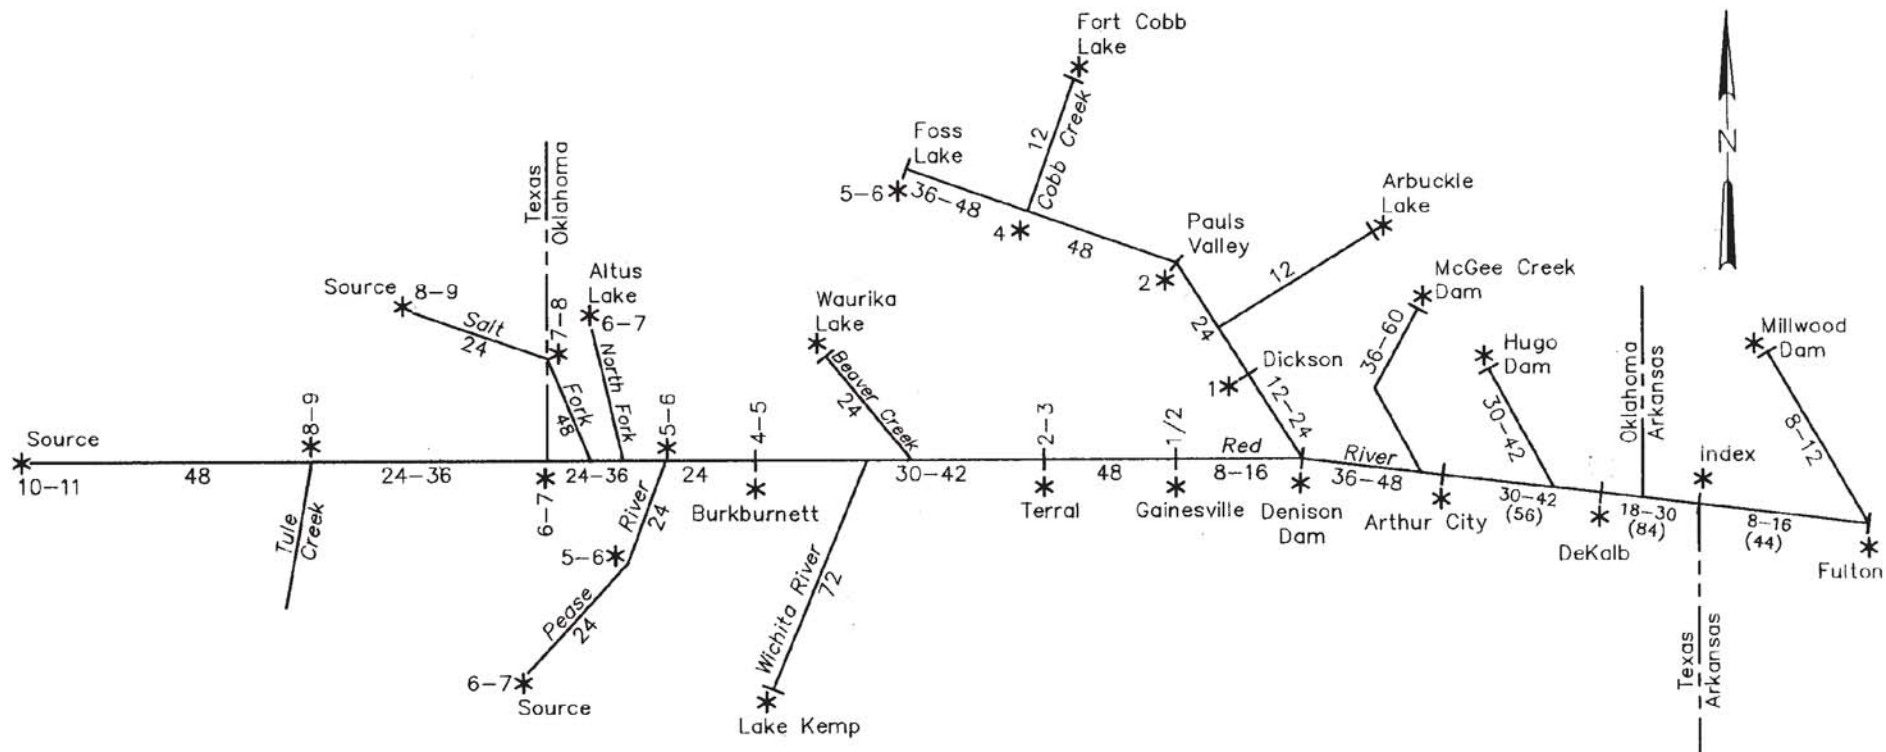 Fort Cobb
Lake
12
Cobb Creek
Foss
Lake
5-6
36-48
4
48
Pauls
Valley
2
Arbuckle
Lake
12
24
Dickson
1
12-24
N
McGee Creek
Dam
36-60
Hugo
Dam
30-42
Oklahoma
Arkansas
Millwood
Dam
8-12
Index
Texas
Oklahoma
Source
8-9
Salt
24
7-8
Fork
48
Altus
Lake
6-7
North Fork
Waurika
Lake
Beaver Creek
24
Source
10-11
48
8-9
Tule
Creek
24-36
6-7
24-36
5-6
24
4-5
Burkburnett
River
24
5-6
Pease
24
6-7
Source
Wichita River
72
Lake Kemp
30-42
2-3
Terral
48
1/2
Gainesville
Red
8-16
Denison
Dam
River
36-48
Arthur City
30-42
(56)
DeKalb
18-30
(84)
8-16
(44)
Fulton
Texas
Arkansas